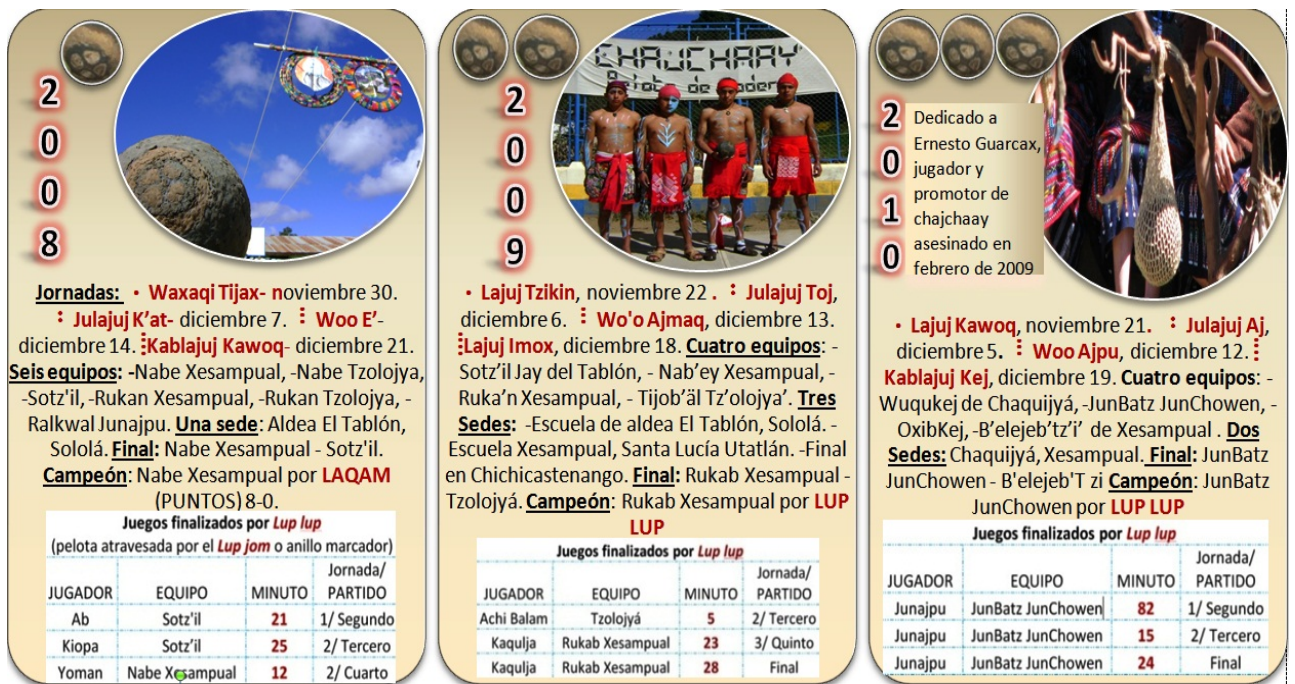 2
0
0
8
Jornadas: • Waxaqi Tijax- noviembre 30.
: Julajuj K'at- diciembre 7. ⋮ Woo E'-
diciembre 14. Kablajuj Kawoq- diciembre 21.
Seis equipos: -Nabe Xesampual, -Nabe Tzolojya,
-Sotz'il, -Rukan Xesampual, -Rukan Tzolojya, -
Ralkwal Junajpu. Una sede: Aldea El Tablón,
Sololá. Final: Nabe Xesampual - Sotz'il.
Campeón: Nabe Xesampual por LAQAM
(PUNTOS) 8-0.
Juegos finalizados por Lup lup
(pelota atravesada por el Lup jom o anillo marcador)
JUGADOR EQUIPO MINUTO Jornada/
PARTIDO
Ab Sotz'il 21 1/ Segundo
Kiopa Sotz'il 25 2/ Tercero
Yoman Nabe Xesampual 12 2/ Cuarto
CHAJCHAAY
2
0
0
9
• Lajuj Tzikin, noviembre 22 . : Julajuj Toj,
diciembre 6. ⋮ Wo'o Ajmaq, diciembre 13.
Lajuj Imox, diciembre 18. Cuatro equipos: -
Sotz'il Jay del Tablón, - Nab'ey Xesampual, -
Ruka'n Xesampual, - Tijob'äl Tz'olojya'. Tres
Sedes: -Escuela de aldea El Tablón, Sololá. -
Escuela Xesampual, Santa Lucía Utatlán. -Final
en Chichicastenango. Final: Rukab Xesampual -
Tzolojyá. Campeón: Rukab Xesampual por LUP
LUP
Juegos finalizados por Lup lup
JUGADOR EQUIPO MINUTO Jornada/
PARTIDO
Achi Balam Tzolojyá 5 2/ Tercero
Kaqulja Rukab Xesampual 23 3/ Quinto
Kaqulja Rukab Xesampual 28 Final
2
0
1
0
Dedicado a
Ernesto Guarcax,
jugador y
promotor de
chajchaay
asesinado en
febrero de 2009
• Lajuj Kawoq, noviembre 21. : Julajuj Aj,
diciembre 5. ⋮ Woo Ajpu, diciembre 12.
Kablajuj Kej, diciembre 19. Cuatro equipos: -
Wuqukej de Chaquijyá, -JunBatz JunChowen, -
OxibKej, -B'elejeb'tz'i' de Xesampual . Dos
Sedes: Chaquijyá, Xesampual. Final: JunBatz
JunChowen - B'elejeb'T zi Campeón: JunBatz
JunChowen por LUP LUP
Juegos finalizados por Lup lup
JUGADOR EQUIPO MINUTO Jornada/
PARTIDO
Junajpu JunBatz JunChowen 82 1/ Segundo
Junajpu JunBatz JunChowen 15 2/ Tercero
Junajpu JunBatz JunChowen 24 Final